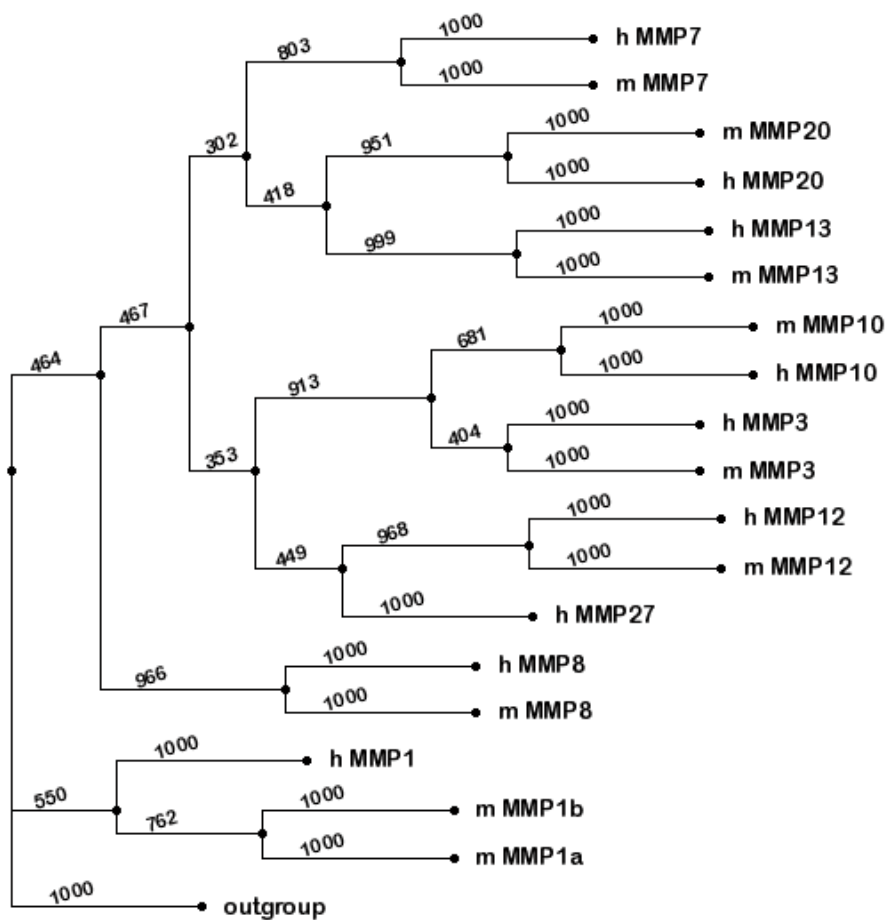 1000
h MMP7
803
1000
m MMP7
1000
m MMP20
302
951
1000
h MMP20
418
1000
h MMP13
999
1000
m MMP13
467
1000
m MMP10
681
1000
h MMP10
464
913
1000
h MMP3
404
1000
m MMP3
353
1000
h MMP12
968
1000
m MMP12
449
1000
h MMP27
1000
h MMP8
966
1000
m MMP8
1000
h MMP1
550
1000
m MMP1b
762
1000
m MMP1a
1000
outgroup